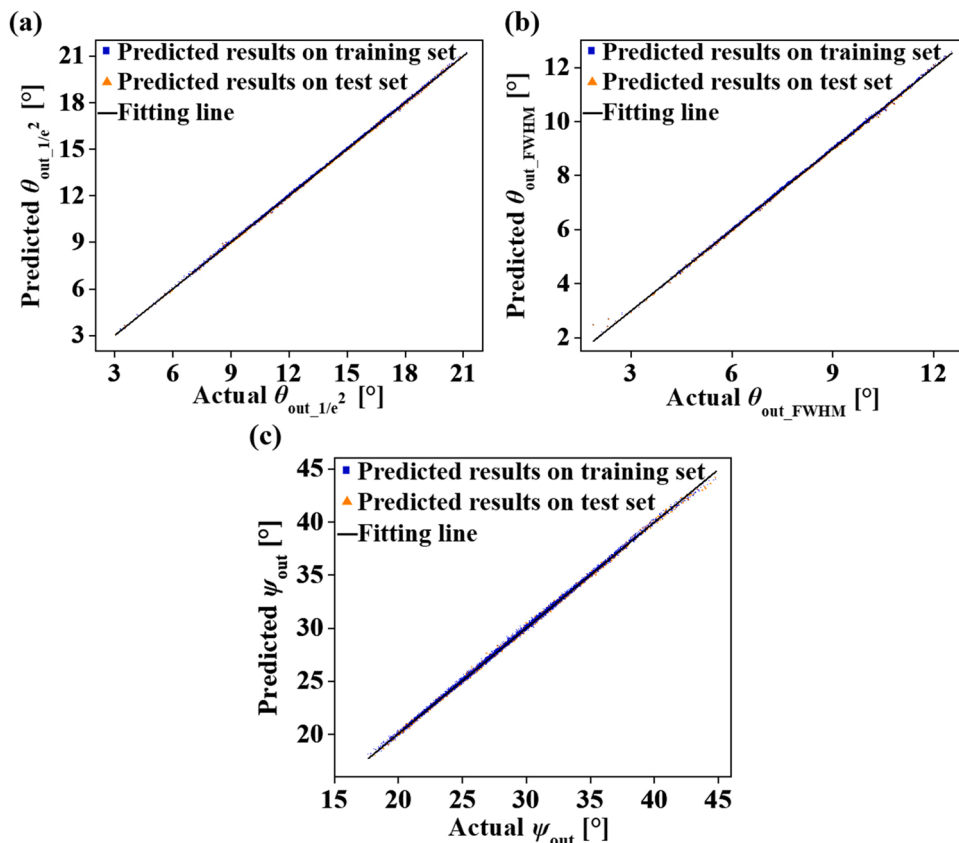 (a)
Predicted results on training set
Predicted results on test set
Fitting line
21
18
15
12
9
6
3
Predicted θout_1/e² [°]
3 6 9 12 15 18 21
Actual θout_1/e² [°]
(b)
Predicted results on training set
Predicted results on test set
Fitting line
12
10
8
6
4
2
Predicted θout_FWHM [°]
3 6 9 12
Actual θout_FWHM [°]
(c)
Predicted results on training set
Predicted results on test set
Fitting line
45
40
35
30
25
20
Predicted ψout [°]
15 20 25 30 35 40 45
Actual ψout [°]